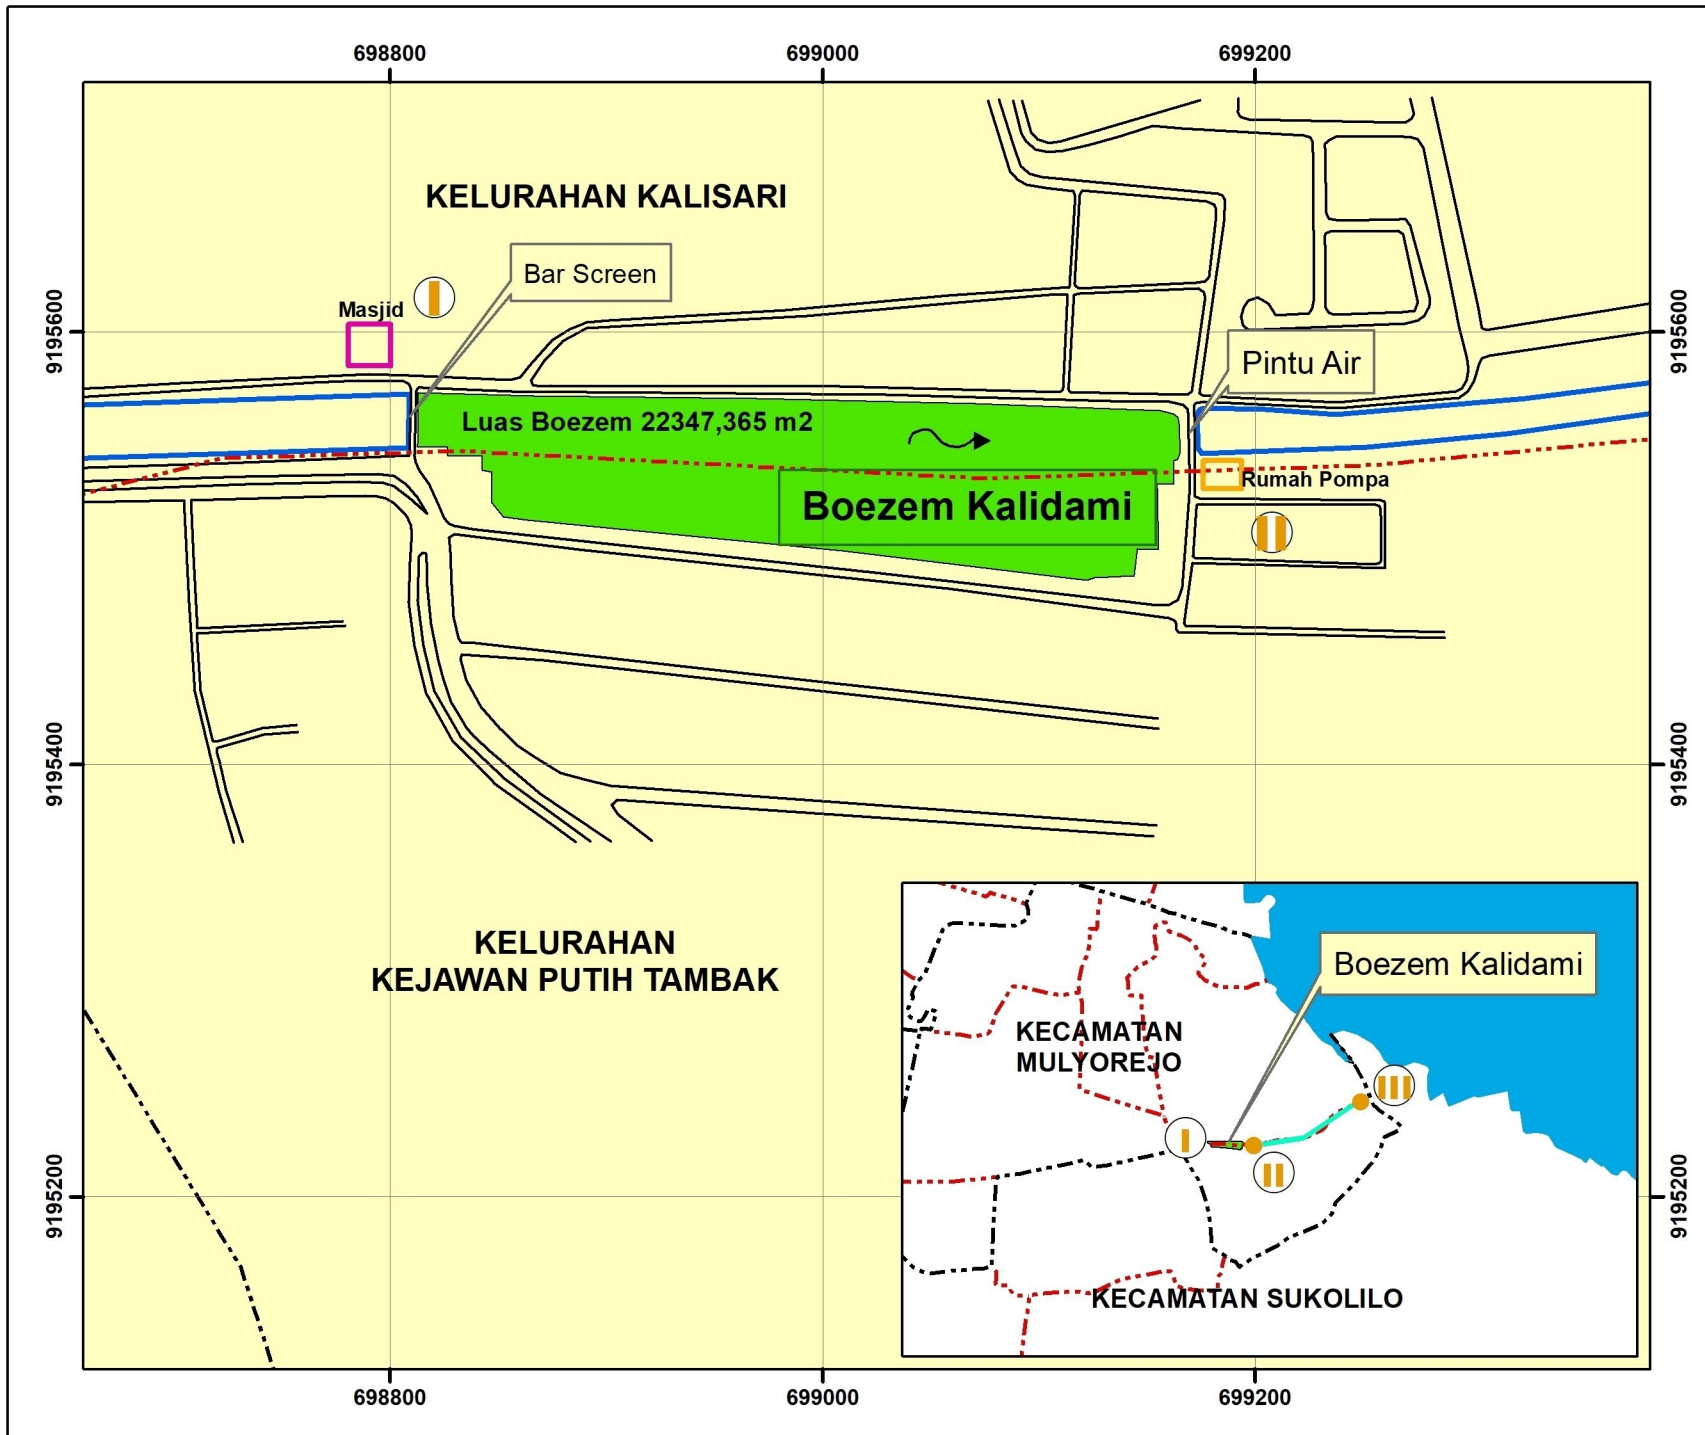 698800
699000
699200
KELURAHAN KALISARI
Bar Screen
I
Masjid
9195600
9195600
Pintu Air
Luas Boezem 22347,365 m2
Rumah Pompa
Boezem Kalidami
II
9195400
9195400
KELURAHAN
KEJAWAN PUTIH TAMBAK
Boezem Kalidami
KECAMATAN
MULYOREJO
III
I
II
9195200
9195200
KECAMATAN SUKOLILO
698800
699000
699200